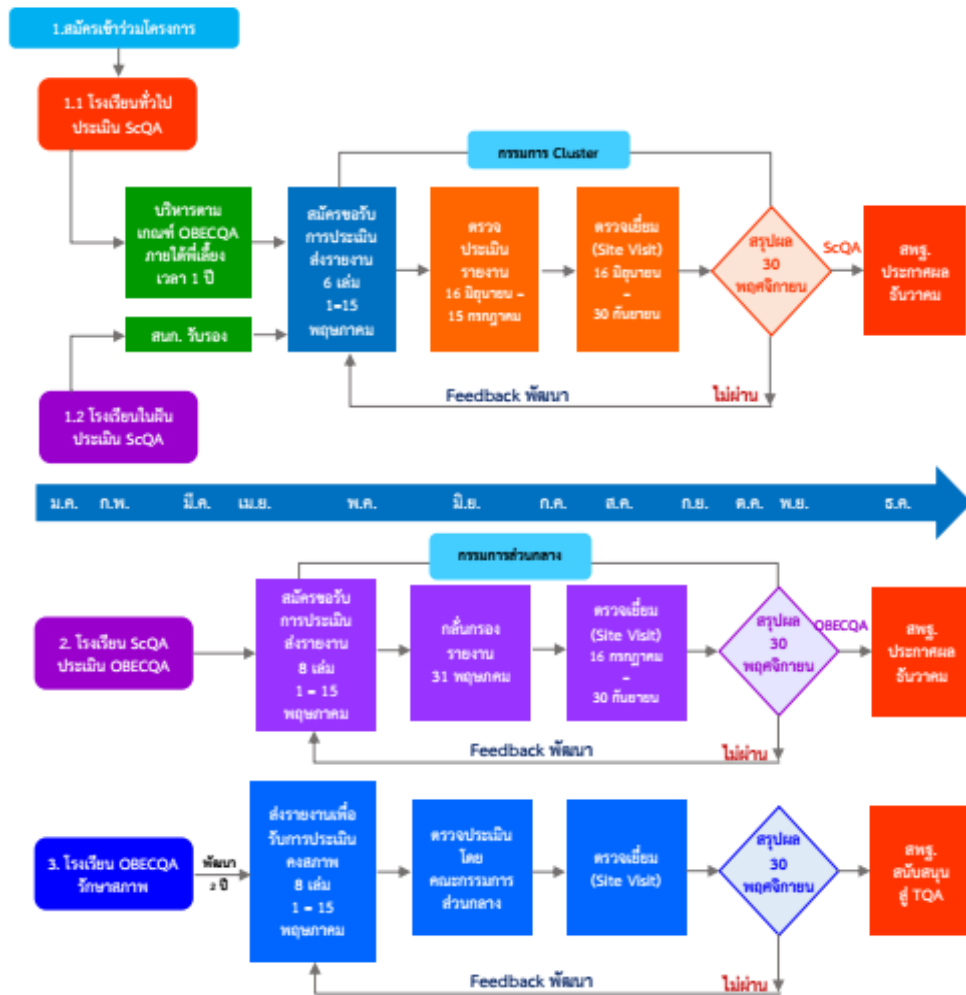 1.สมัครเข้าร่วมโครงการ
1.1 โรงเรียนทั่วไป
ประเมิน ScQA
กรรมการ Cluster
บริหารตาม
เกณฑ์ OBECQA
ภายใต้พี่เลี้ยง
เวลา 1 ปี
สมัครขอรับ
การประเมิน
ส่งรายงาน
6 เล่ม
1-15
พฤษภาคม
ตรวจ
ประเมิน
รายงาน
16 มิถุนายน –
15 กรกฎาคม
ตรวจเยี่ยม
(Site Visit)
16 มิถุนายน
–
30 กันยายน
สรุปผล
30
พฤศจิกายน
ScQA
สพฐ.
ประกาศผล
ธันวาคม
สนก. รับรอง
Feedback พัฒนา
ไม่ผ่าน
1.2 โรงเรียนในฝัน
ประเมิน ScQA
ม.ค. ก.พ. มี.ค. เม.ย. พ.ค. มิ.ย. ก.ค. ส.ค. ก.ย. ต.ค. พ.ย. ธ.ค.
กรรมการส่วนกลาง
2. โรงเรียน ScQA
ประเมิน OBECQA
สมัครขอรับ
การประเมิน
ส่งรายงาน
8 เล่ม
1 – 15
พฤษภาคม
กลั่นกรอง
รายงาน
31 พฤษภคม
ตรวจเยี่ยม
(Site Visit)
16 กรกฎาคม
–
30 กันยายน
สรุปผล
30
พฤศจิกายน
OBECQA
สพฐ.
ประกาศผล
ธันวาคม
Feedback พัฒนา
ไม่ผ่าน
3. โรงเรียน OBECQA
รักษาสภาพ
พัฒนา
2 ปี
ส่งรายงานเพื่อ
รับการประเมิน
คงสภาพ
8 เล่ม
1 – 15
พฤษภาคม
ตรวจประเมิน
โดย
คณะกรรมการ
ส่วนกลาง
ตรวจเยี่ยม
(Site Visit)
สรุปผล
30
พฤศจิกายน
สพฐ.
สนับสนุน
สู่ TQA
Feedback พัฒนา
ไม่ผ่าน